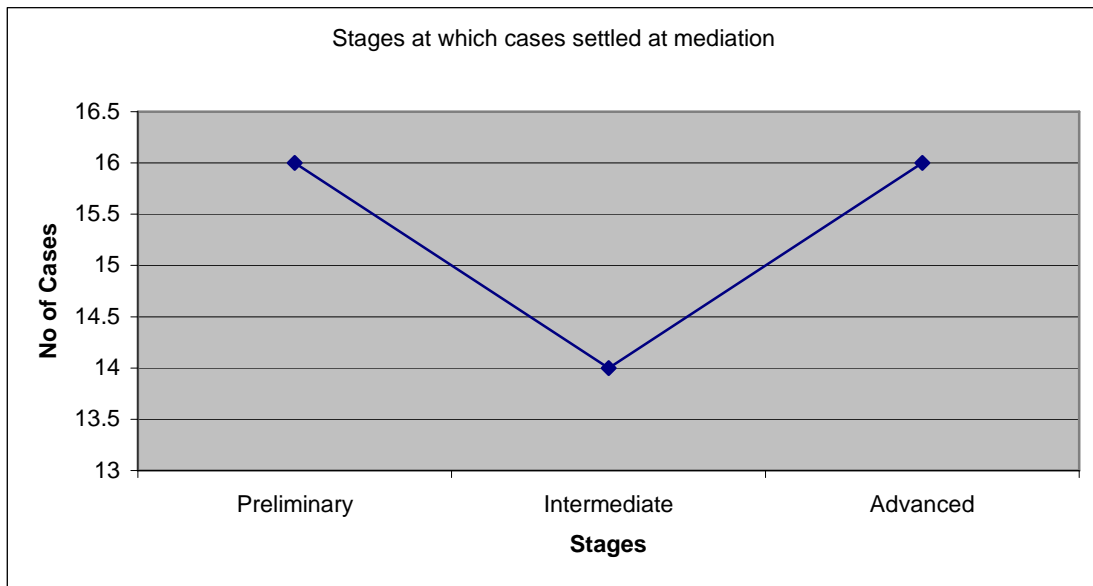 Stages at which cases settled at mediation
16.5
16
15.5
15
14.5
14
13.5
13
No of Cases
Preliminary Intermediate Advanced
Stages